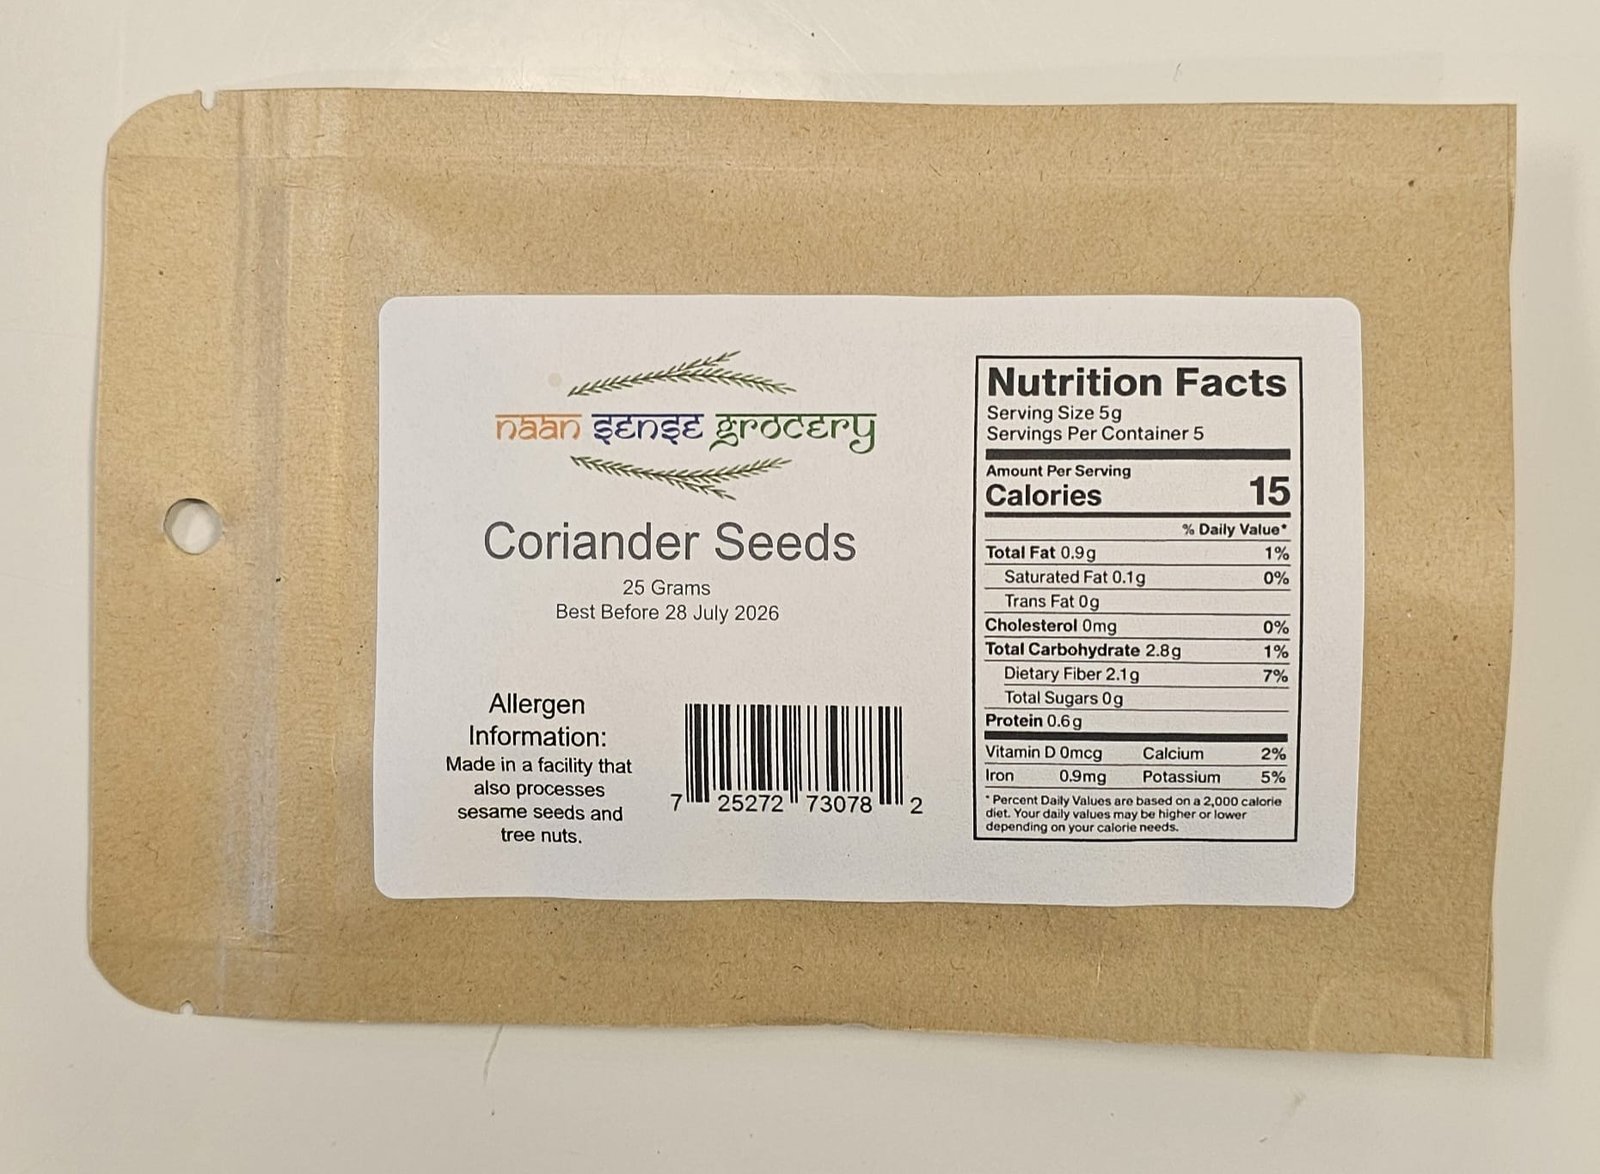 naan sense grocery
Coriander Seeds
25 Grams
Best Before 28 July 2026
Allergen
Information:
Made in a facility that
also processes
sesame seeds and
tree nuts.
7 25272 73078 2
Nutrition Facts
Serving Size 5g
Servings Per Container 5
Amount Per Serving
Calories 15
% Daily Value*
Total Fat 0.9g 1%
Saturated Fat 0.1g 0%
Trans Fat 0g
Cholesterol 0mg 0%
Total Carbohydrate 2.8g 1%
Dietary Fiber 2.1g 7%
Total Sugars 0g
Protein 0.6g
Vitamin D 0mcg Calcium 2%
Iron 0.9mg Potassium 5%
* Percent Daily Values are based on a 2,000 calorie
diet. Your daily values may be higher or lower
depending on your calorie needs.